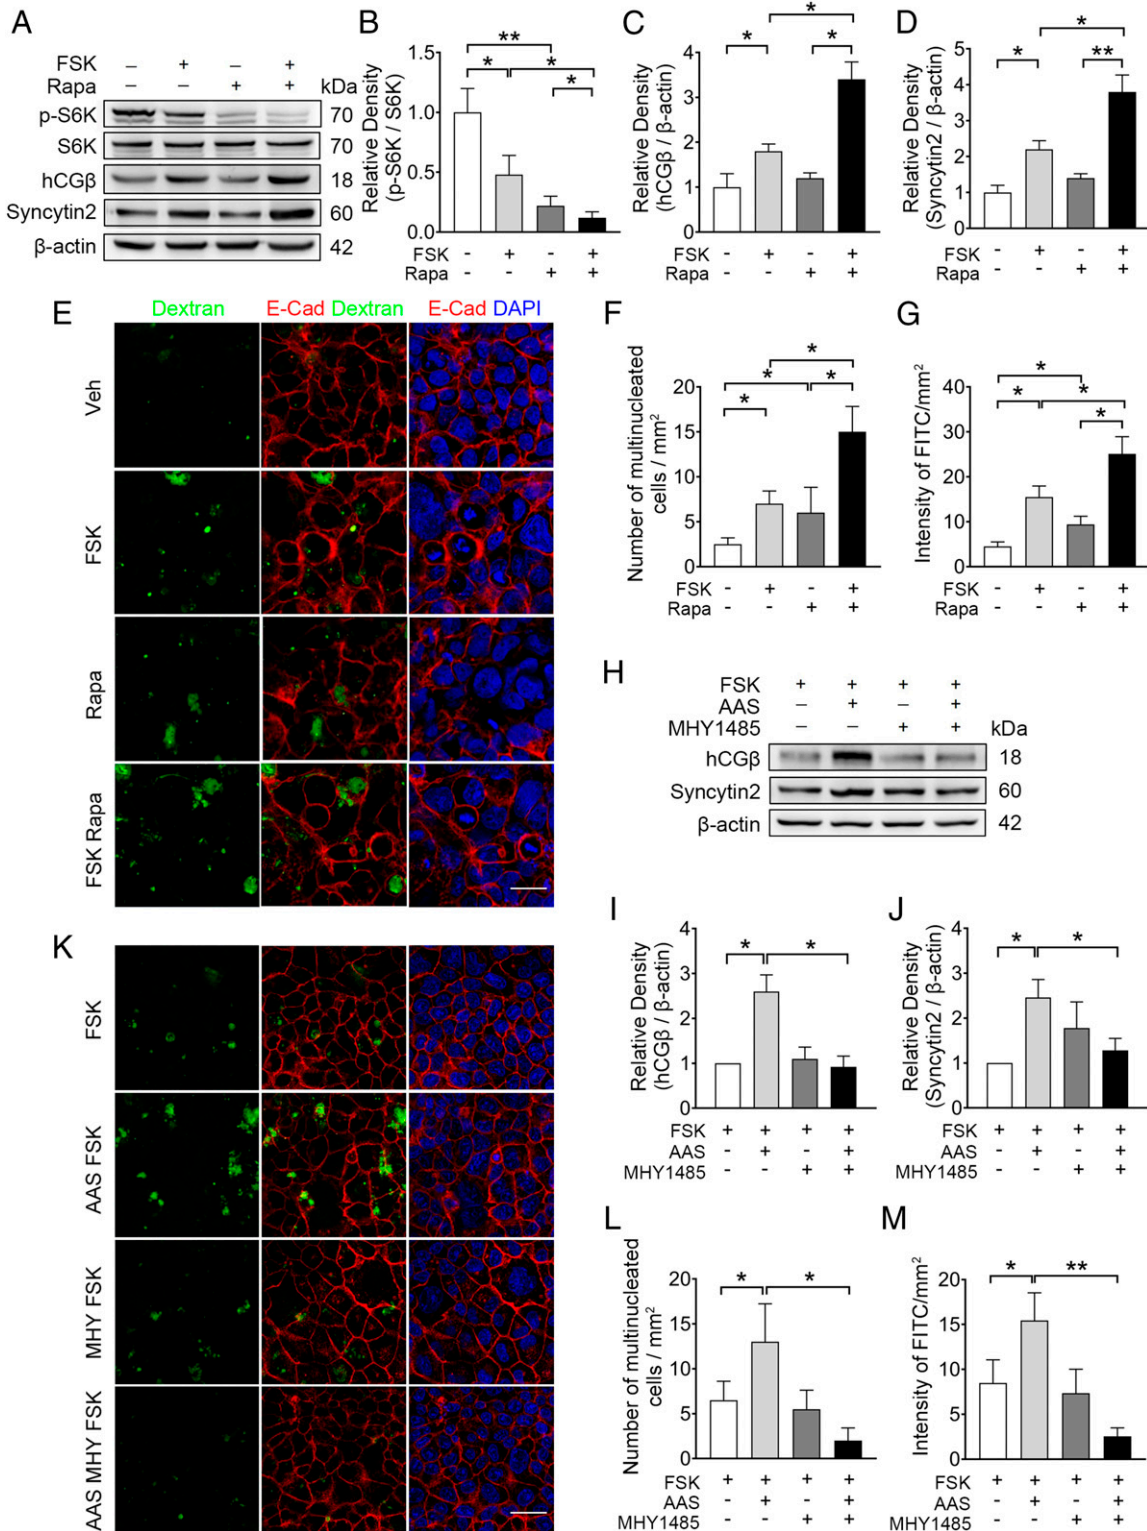 A
FSK – + – +
Rapa – – + + kDa
p-S6K 70
S6K 70
hCGβ 18
Syncytin2 60
β-actin 42
B
Relative Density
(p-S6K / S6K)
1.5
1.0
0.5
0.0
** * * *
FSK - + - +
Rapa - - + +
C
Relative Density
(hCGβ / β-actin)
4
3
2
1
0
* * *
FSK - + - +
Rapa - - + +
D
Relative Density
(Syncytin2 / β-actin)
5
4
3
2
1
0
* * **
FSK - + - +
Rapa - - + +
E
Dextran E-Cad Dextran E-Cad DAPI
Veh
FSK
Rapa
FSK Rapa
F
Number of multinucleated
cells / mm²
20
15
10
5
0
* * * *
FSK - + - +
Rapa - - + +
G
Intensity of FITC/mm²
40
30
20
10
0
* * * *
FSK - + - +
Rapa - - + +
H
FSK + + + +
AAS – + – +
MHY1485 – – + + kDa
hCGβ 18
Syncytin2 60
β-actin 42
I
Relative Density
(hCGβ / β-actin)
4
3
2
1
0
* *
FSK + + + +
AAS - + - +
MHY1485 - - + +
J
Relative Density
(Syncytin2 / β-actin)
4
3
2
1
0
* *
FSK + + + +
AAS - + - +
MHY1485 - - + +
K
FSK
AAS FSK
MHY FSK
AAS MHY FSK
L
Number of multinucleated
cells / mm²
20
15
10
5
0
* *
FSK + + + +
AAS - + - +
MHY1485 - - + +
M
Intensity of FITC/mm²
20
15
10
5
0
* **
FSK + + + +
AAS - + - +
MHY1485 - - + +